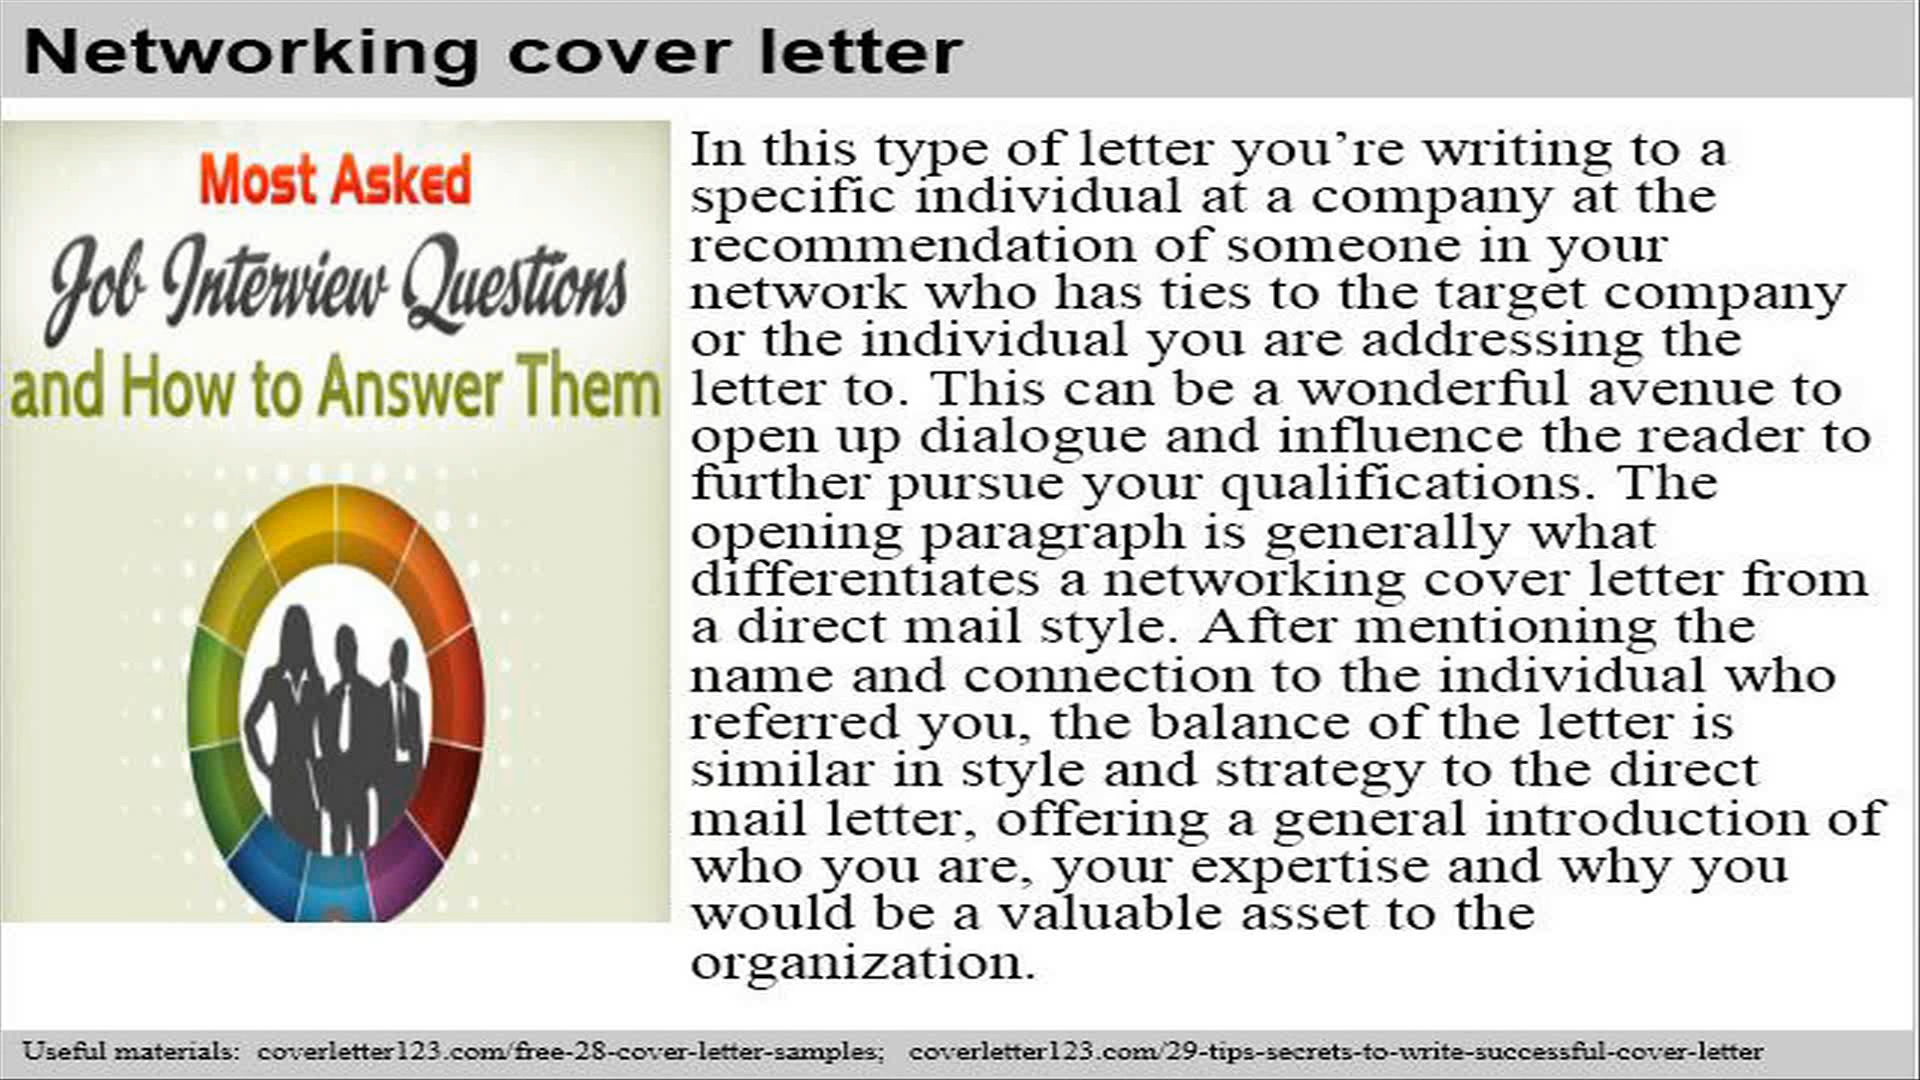 Networking cover letter
Most Asked
Job Interview Questions
and How to Answer Them
In this type of letter you’re writing to a
specific individual at a company at the
recommendation of someone in your
network who has ties to the target company
or the individual you are addressing the
letter to. This can be a wonderful avenue to
open up dialogue and influence the reader to
further pursue your qualifications. The
opening paragraph is generally what
differentiates a networking cover letter from
a direct mail style. After mentioning the
name and connection to the individual who
referred you, the balance of the letter is
similar in style and strategy to the direct
mail letter, offering a general introduction of
who you are, your expertise and why you
would be a valuable asset to the
organization.
Useful materials: coverletter123.com/free-28-cover-letter-samples; coverletter123.com/29-tips-secrets-to-write-successful-cover-letter